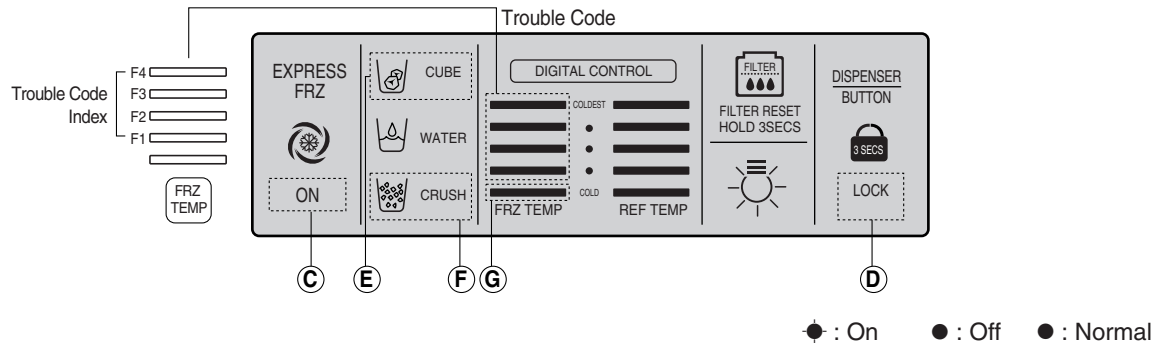 Trouble Code
F4
F3
F2
F1
Trouble Code
Index
FRZ
TEMP
EXPRESS
FRZ
ON
CUBE
WATER
CRUSH
DIGITAL CONTROL
COLDEST
COLD
FRZ TEMP
REF TEMP
FILTER
FILTER RESET
HOLD 3SECS
DISPENSER
BUTTON
3 SECS
LOCK
C
E
F
G
D
: On
: Off
: Normal